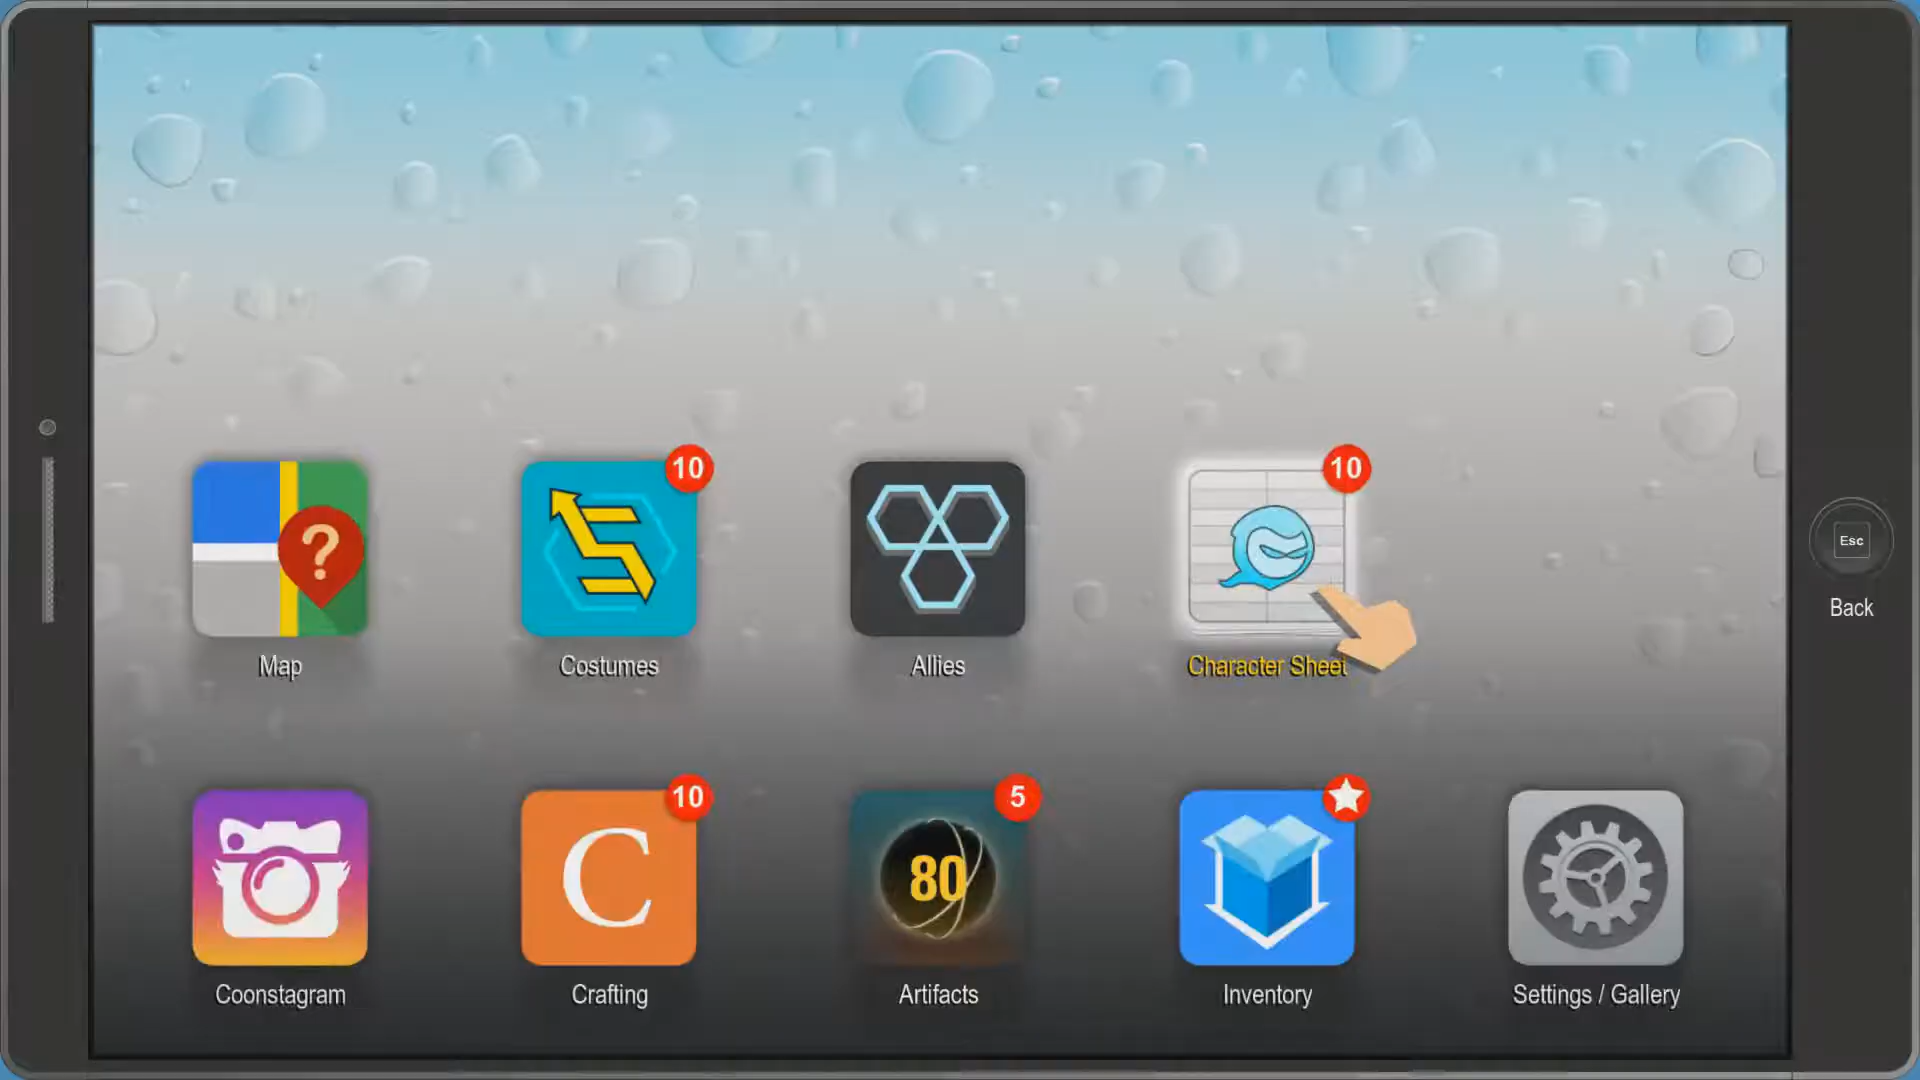 10
10
?
Map
Costumes
Allies
Character Sheet
Esc
Back
10
5
C
80
Coonstagram
Crafting
Artifacts
Inventory
Settings / Gallery